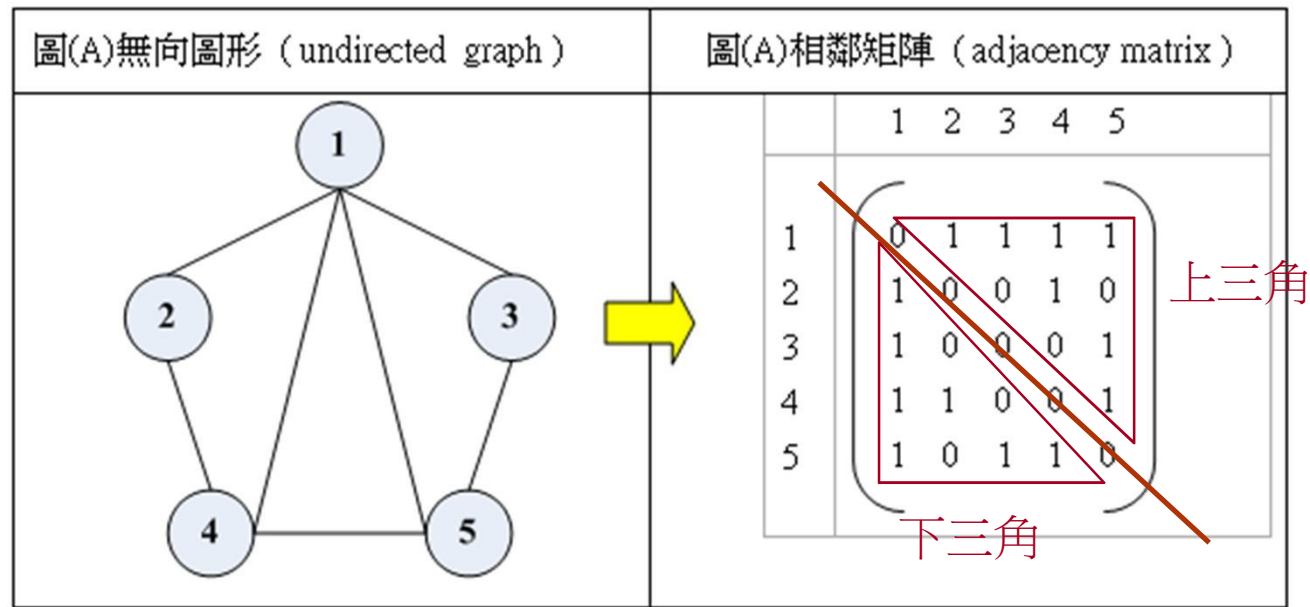 圖(A)無向圖形（undirected graph）
圖(A)相鄰矩陣（adjacency matrix）
1
2
3
4
5
1 2 3 4 5
1 0 1 1 1 1
2 1 0 0 1 0
3 1 0 0 0 1
4 1 1 0 0 1
5 1 0 1 1 0
上三角
下三角